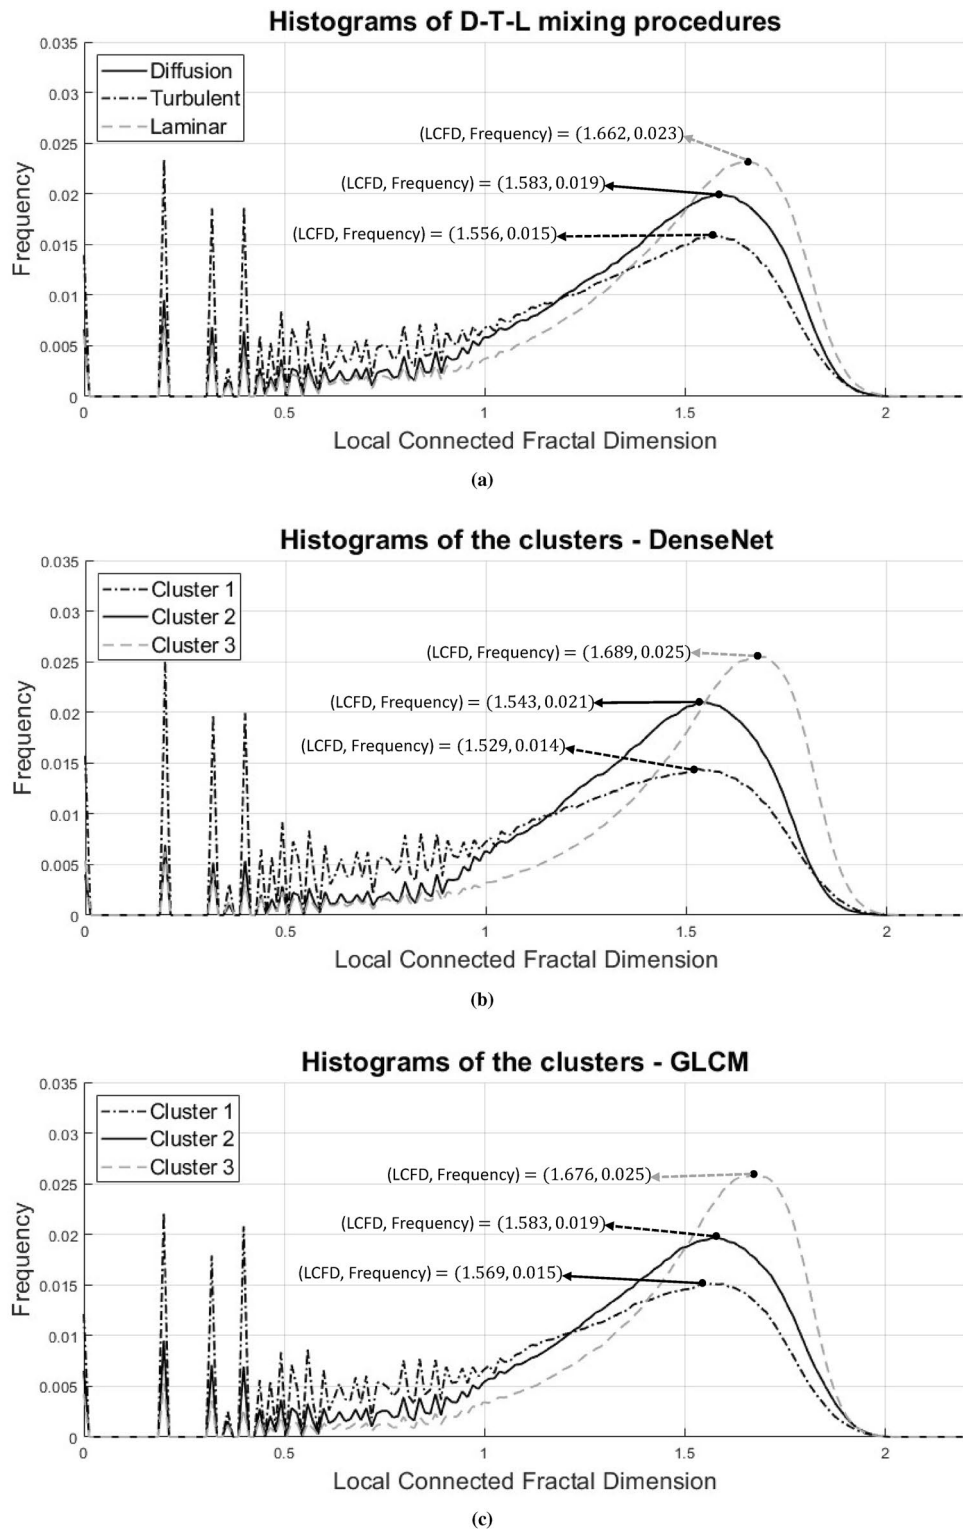 Histograms of D-T-L mixing procedures
0.035
0.03
0.025
0.02
0.015
0.01
0.005
0
Frequency
Diffusion
Turbulent
Laminar
(LCFD, Frequency) = (1.662, 0.023)
(LCFD, Frequency) = (1.583, 0.019)
(LCFD, Frequency) = (1.556, 0.015)
0 0.5 1 1.5 2
Local Connected Fractal Dimension
(a)
Histograms of the clusters - DenseNet
0.035
0.03
0.025
0.02
0.015
0.01
0.005
0
Frequency
Cluster 1
Cluster 2
Cluster 3
(LCFD, Frequency) = (1.689, 0.025)
(LCFD, Frequency) = (1.543, 0.021)
(LCFD, Frequency) = (1.529, 0.014)
0 0.5 1 1.5 2
Local Connected Fractal Dimension
(b)
Histograms of the clusters - GLCM
0.035
0.03
0.025
0.02
0.015
0.01
0.005
0
Frequency
Cluster 1
Cluster 2
Cluster 3
(LCFD, Frequency) = (1.676, 0.025)
(LCFD, Frequency) = (1.583, 0.019)
(LCFD, Frequency) = (1.569, 0.015)
0 0.5 1 1.5 2
Local Connected Fractal Dimension
(c)